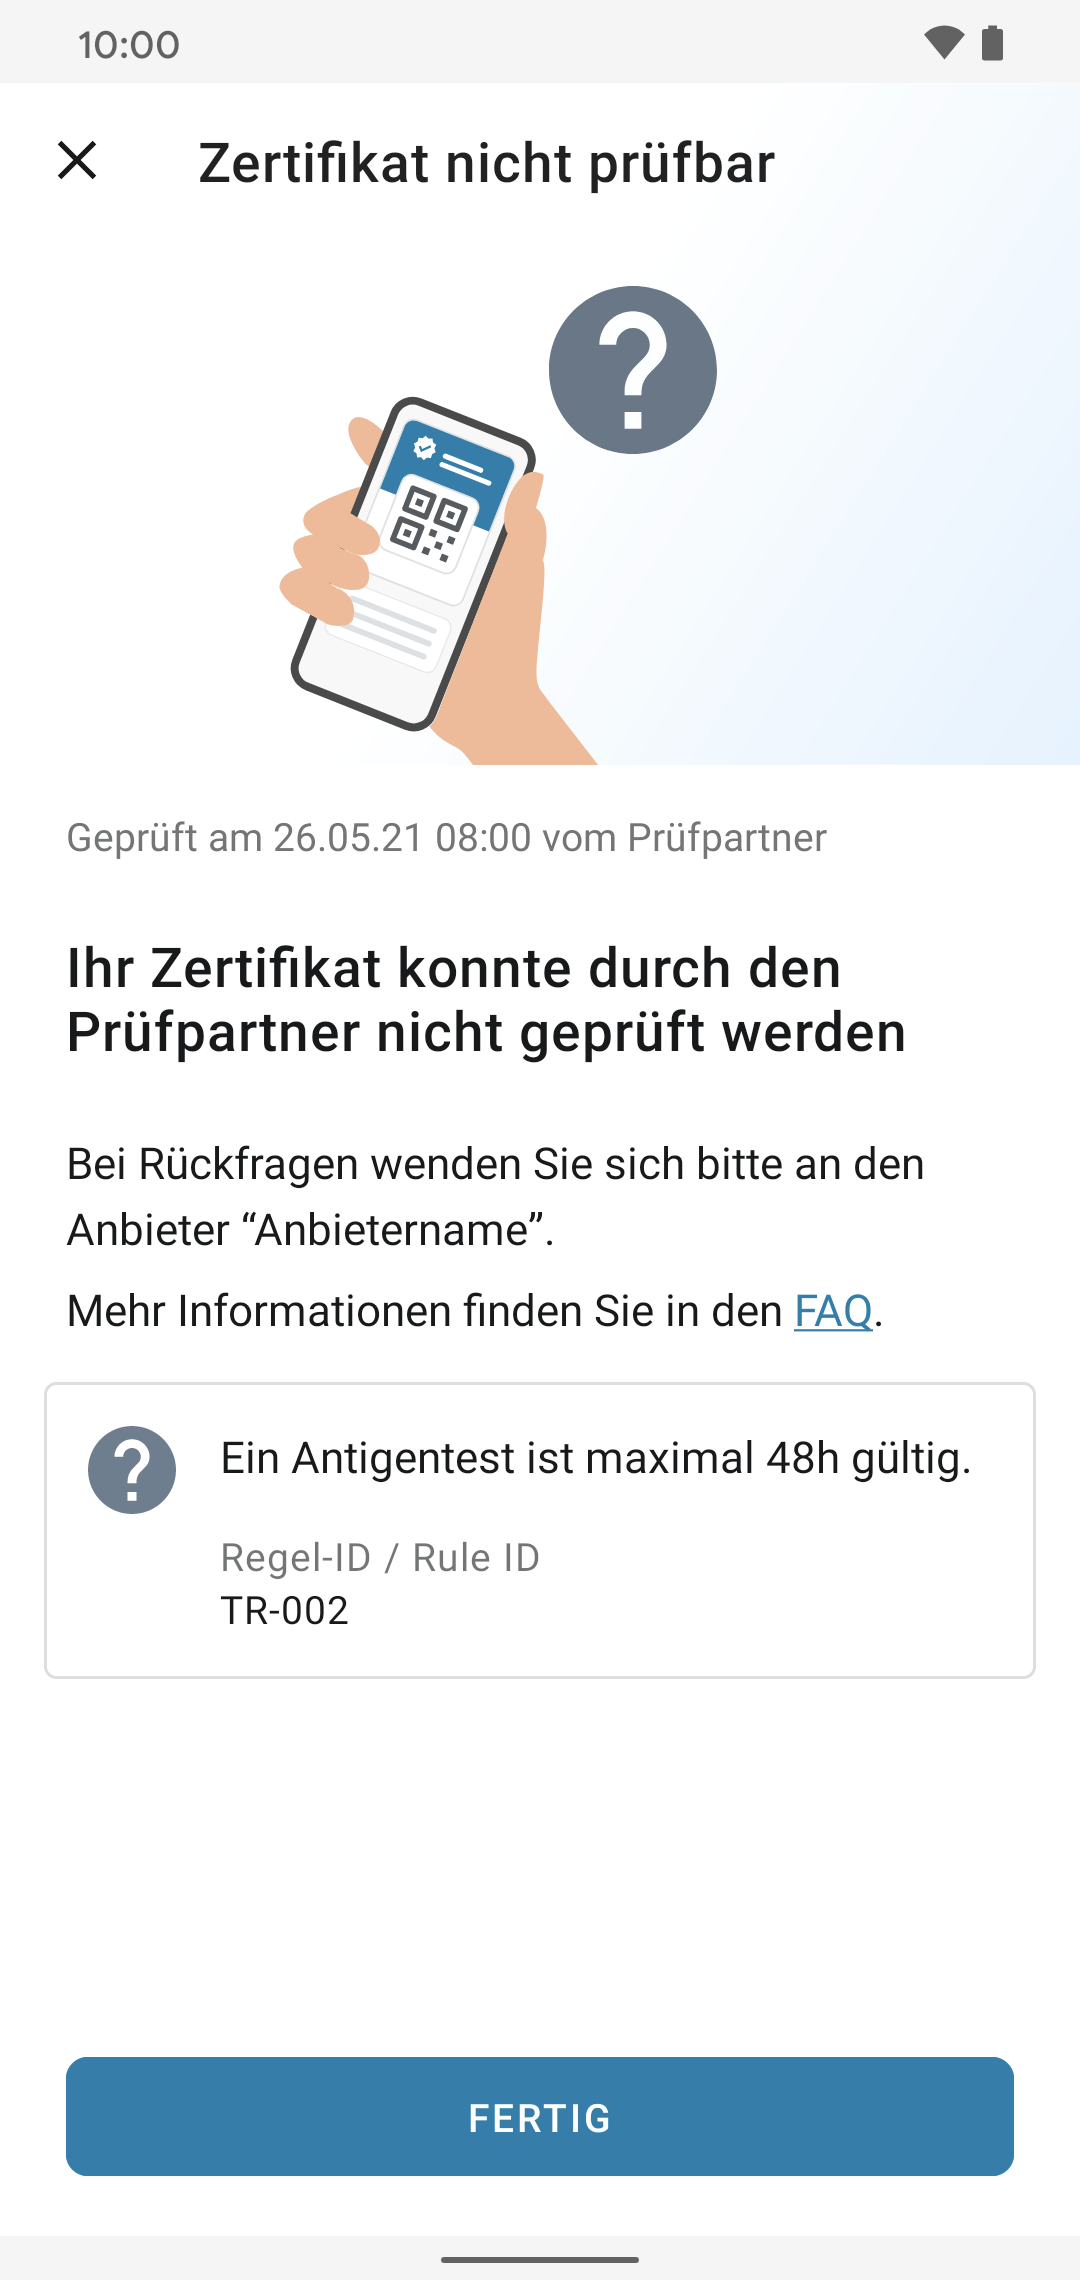 10:00
Zertifikat nicht prüfbar
?
Geprüft am 26.05.21 08:00 vom Prüfpartner
Ihr Zertifikat konnte durch den
Prüfpartner nicht geprüft werden
Bei Rückfragen wenden Sie sich bitte an den
Anbieter “Anbietername”.
Mehr Informationen finden Sie in den FAQ.
?
Ein Antigentest ist maximal 48h gültig.
Regel-ID / Rule ID
TR-002
FERTIG